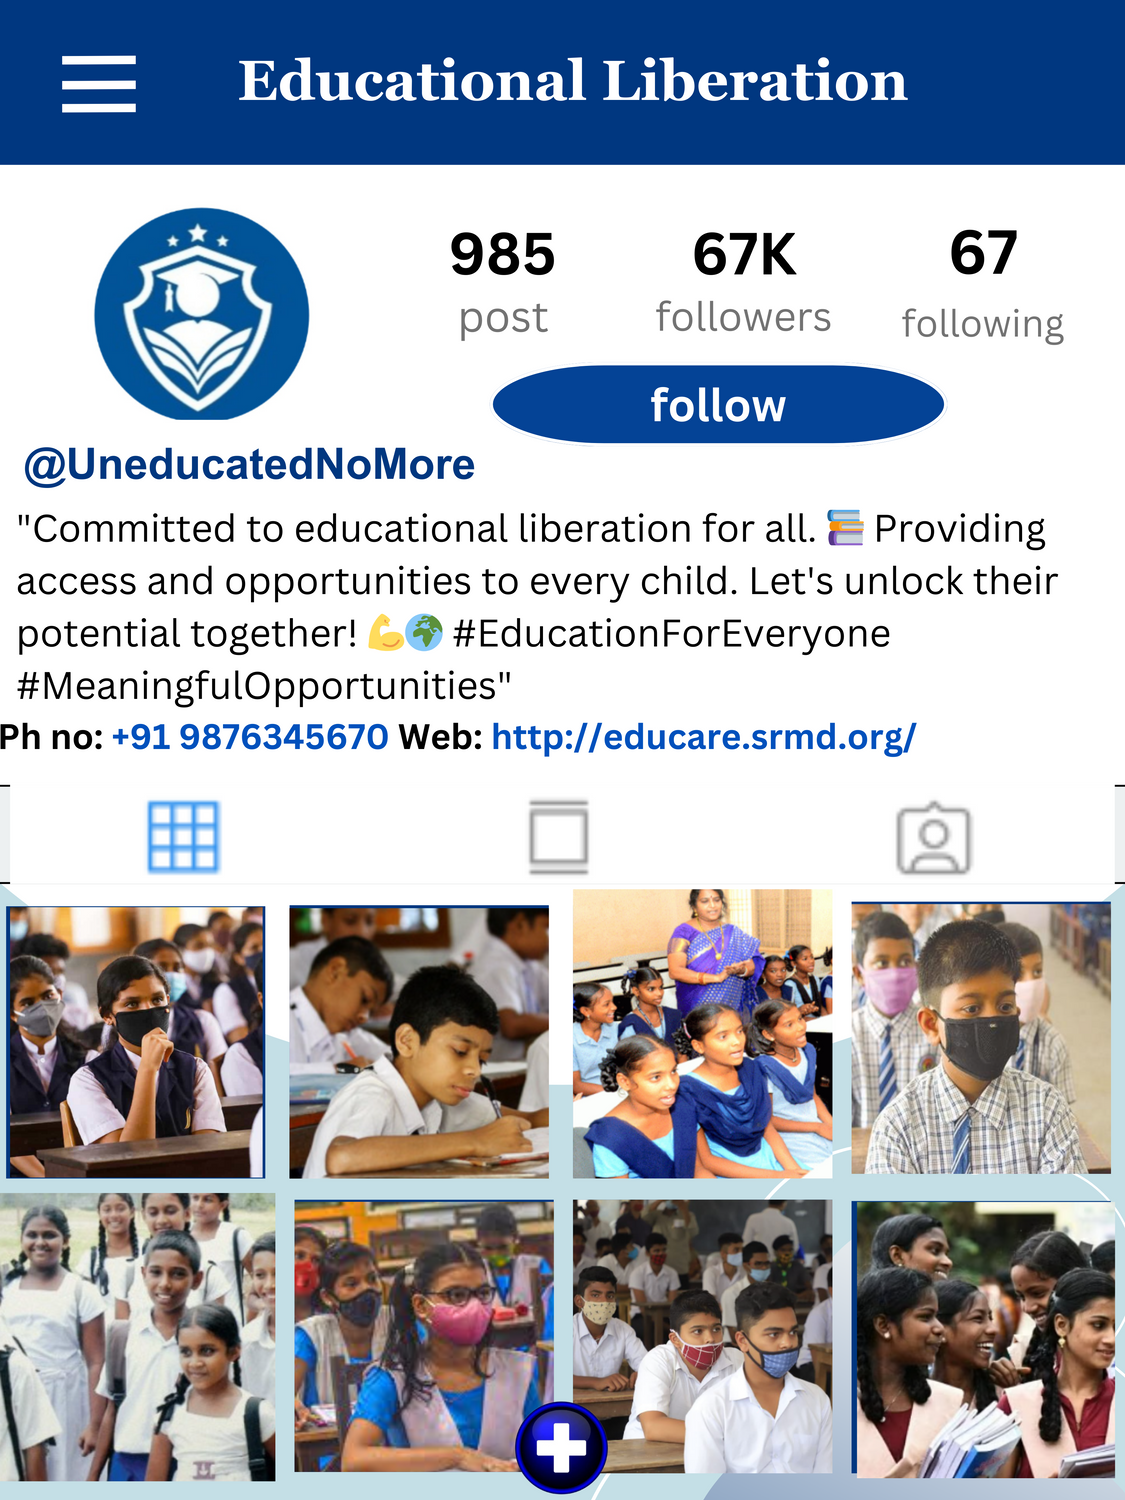 Educational Liberation
985 67K 67
post followers following
follow
@UneducatedNoMore
"Committed to educational liberation for all. 📚 Providing
access and opportunities to every child. Let's unlock their
potential together! 💪🌍 #EducationForEveryone
#MeaningfulOpportunities"
Ph no: +91 9876345670 Web: http://educare.srmd.org/